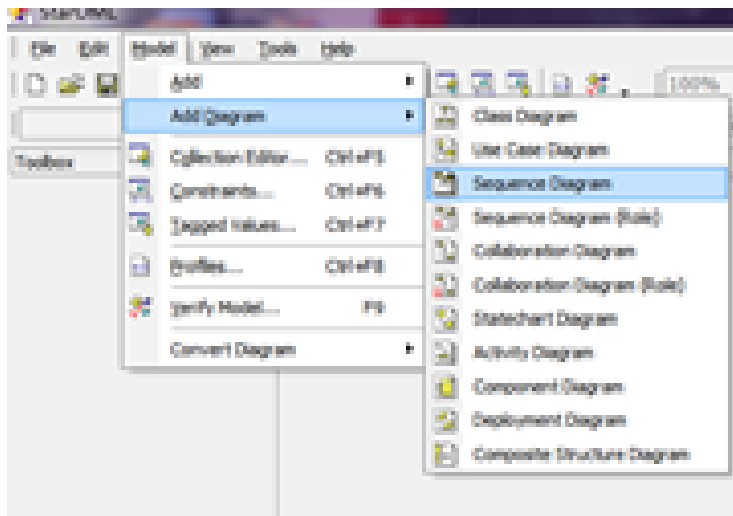 StarUML
File Edit Model View Tools Help
100%
Toolbox
Add
Add Diagram
Collection Editor... Ctrl+F5
Constraints... Ctrl+F6
Tagged Values... Ctrl+F7
Profiles... Ctrl+F8
Verify Model... F9
Convert Diagram
Class Diagram
Use Case Diagram
Sequence Diagram
Sequence Diagram (Role)
Collaboration Diagram
Collaboration Diagram (Role)
Statechart Diagram
Activity Diagram
Component Diagram
Deployment Diagram
Composite Structure Diagram